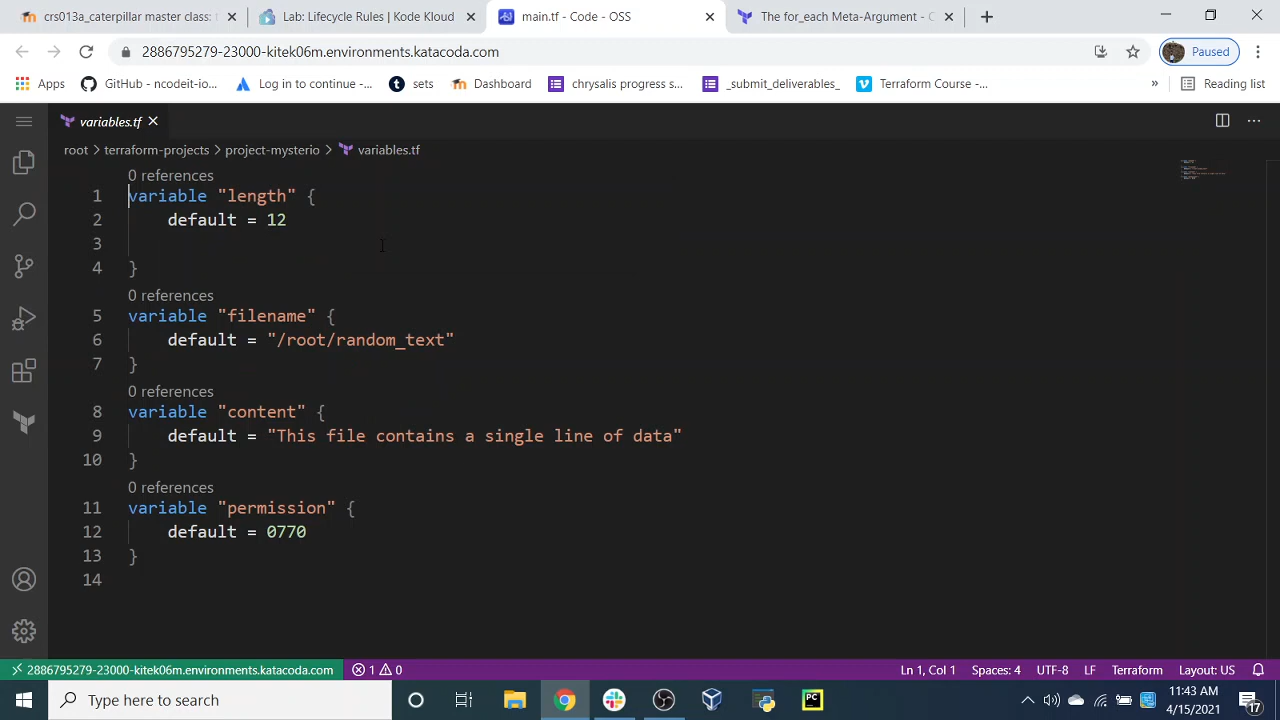 crs013a_caterpillar master class:
Lab: Lifecycle Rules | Kode Kloud
main.tf - Code - OSS
The for_each Meta-Argument - C
2886795279-23000-kitek06m.environments.katacoda.com
Paused
Apps
GitHub - ncodeit-io...
Log in to continue -...
sets
Dashboard
chrysalis progress s...
_submit_deliverables_
Terraform Course -...
»
Reading list
variables.tf
root > terraform-projects > project-mysterio > variables.tf
0 references
1 variable "length" {
2 default = 12
3
4 }
0 references
5 variable "filename" {
6 default = "/root/random_text"
7 }
0 references
8 variable "content" {
9 default = "This file contains a single line of data"
10 }
0 references
11 variable "permission" {
12 default = 0770
13 }
14
2886795279-23000-kitek06m.environments.katacoda.com
1
0
Ln 1, Col 1
Spaces: 4
UTF-8
LF
Terraform
Layout: US
Type here to search
PC
11:43 AM
4/15/2021
17